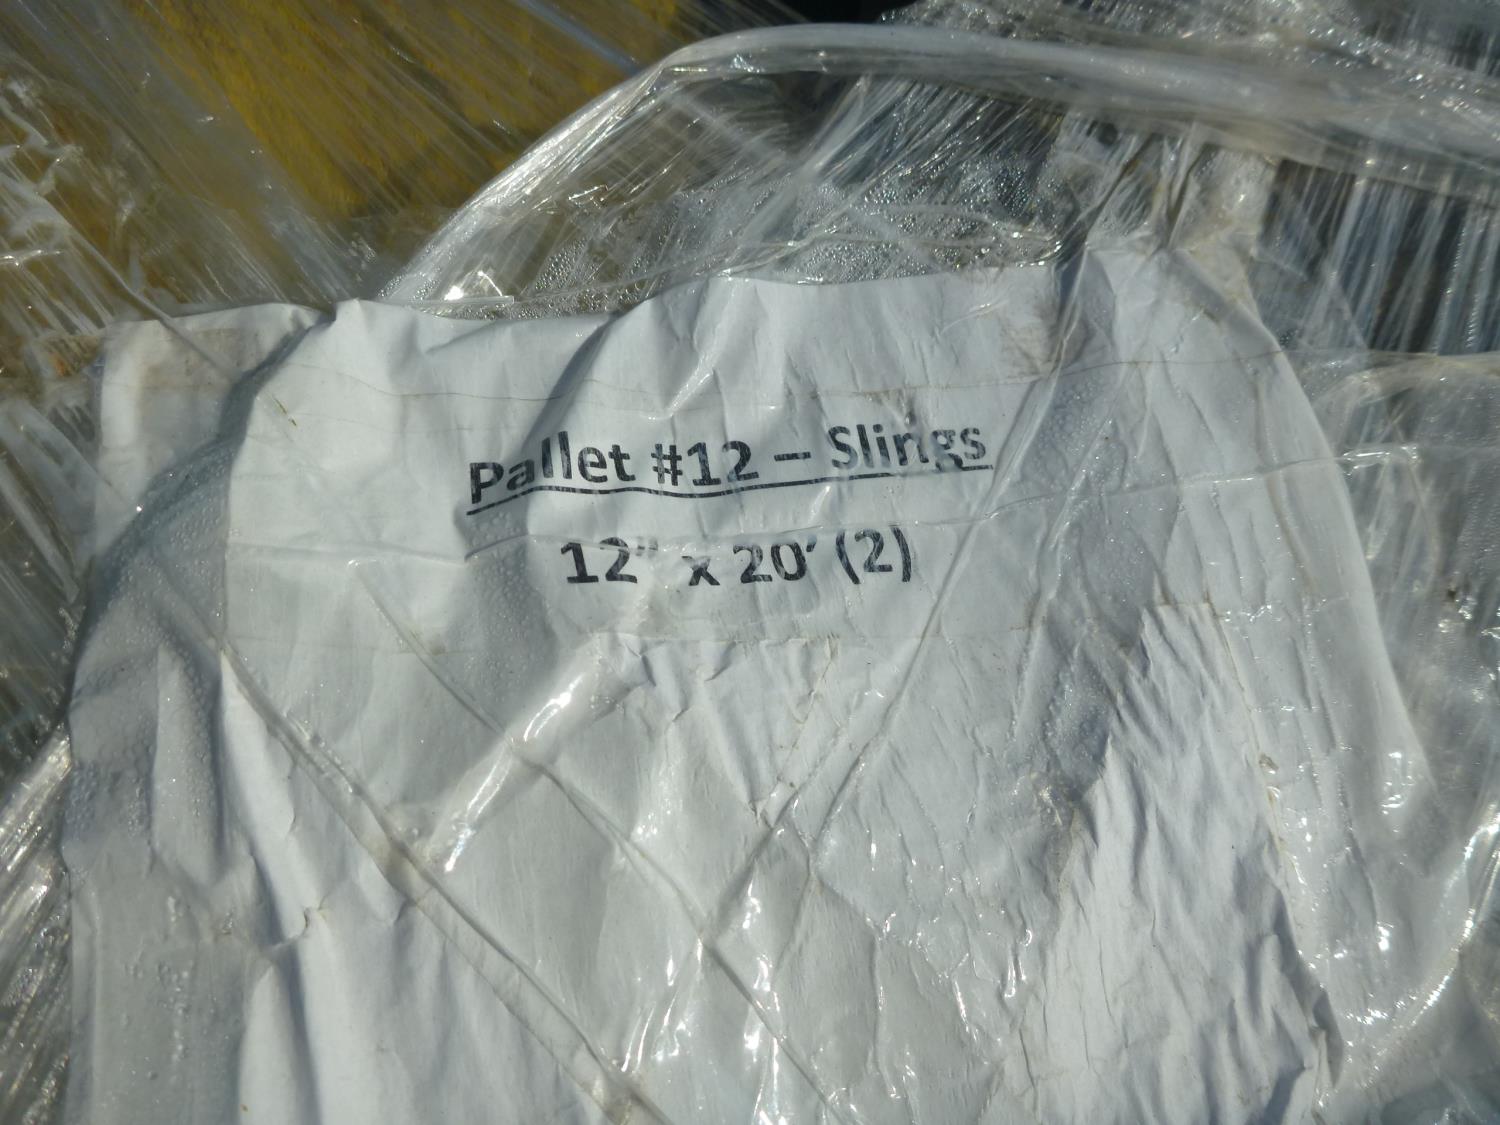 Pallet #12 – Slings
12" x 20' (2)